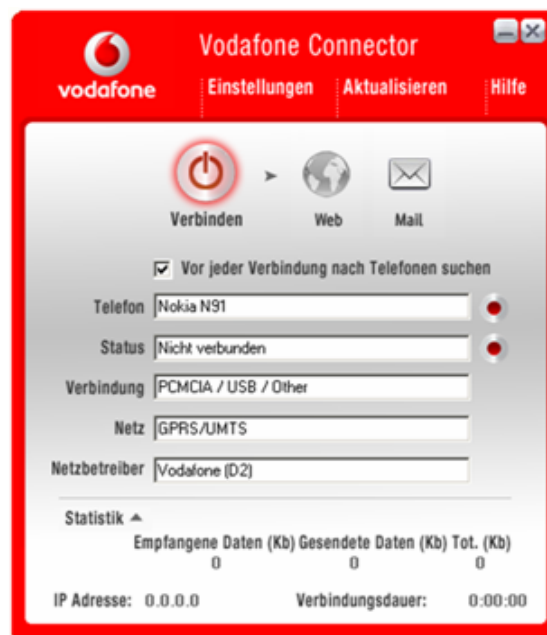 Vodafone Connector
vodafone
Einstellungen Aktualisieren Hilfe
Verbinden Web Mail
Vor jeder Verbindung nach Telefonen suchen
Telefon Nokia N91
Status Nicht verbunden
Verbindung PCMCIA / USB / Other
Netz GPRS/UMTS
Netzbetreiber Vodafone (D2)
Statistik
Empfangene Daten (Kb) Gesendete Daten (Kb) Tot. (Kb)
0 0 0
IP Adresse: 0.0.0.0 Verbindungsdauer: 0:00:00